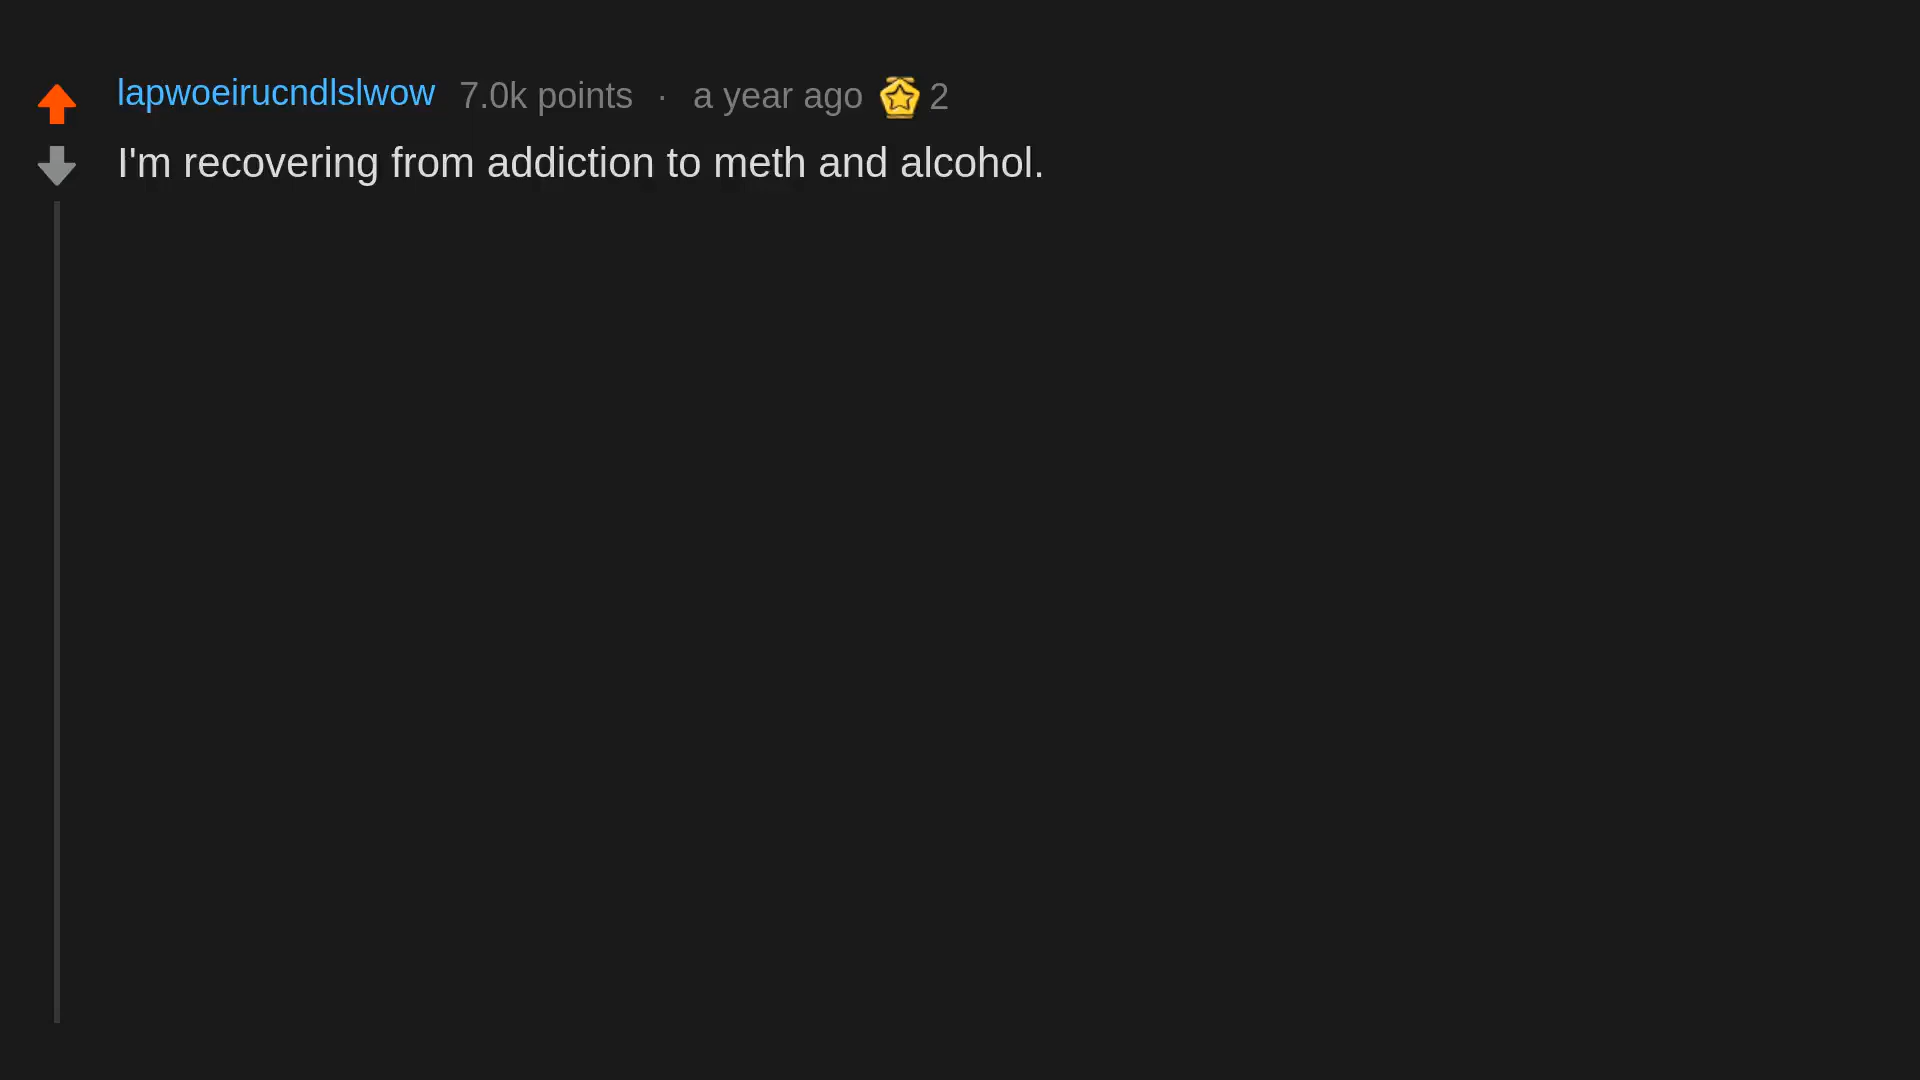 lapwoeirucndlslwow 7.0k points · a year ago 2
I'm recovering from addiction to meth and alcohol.